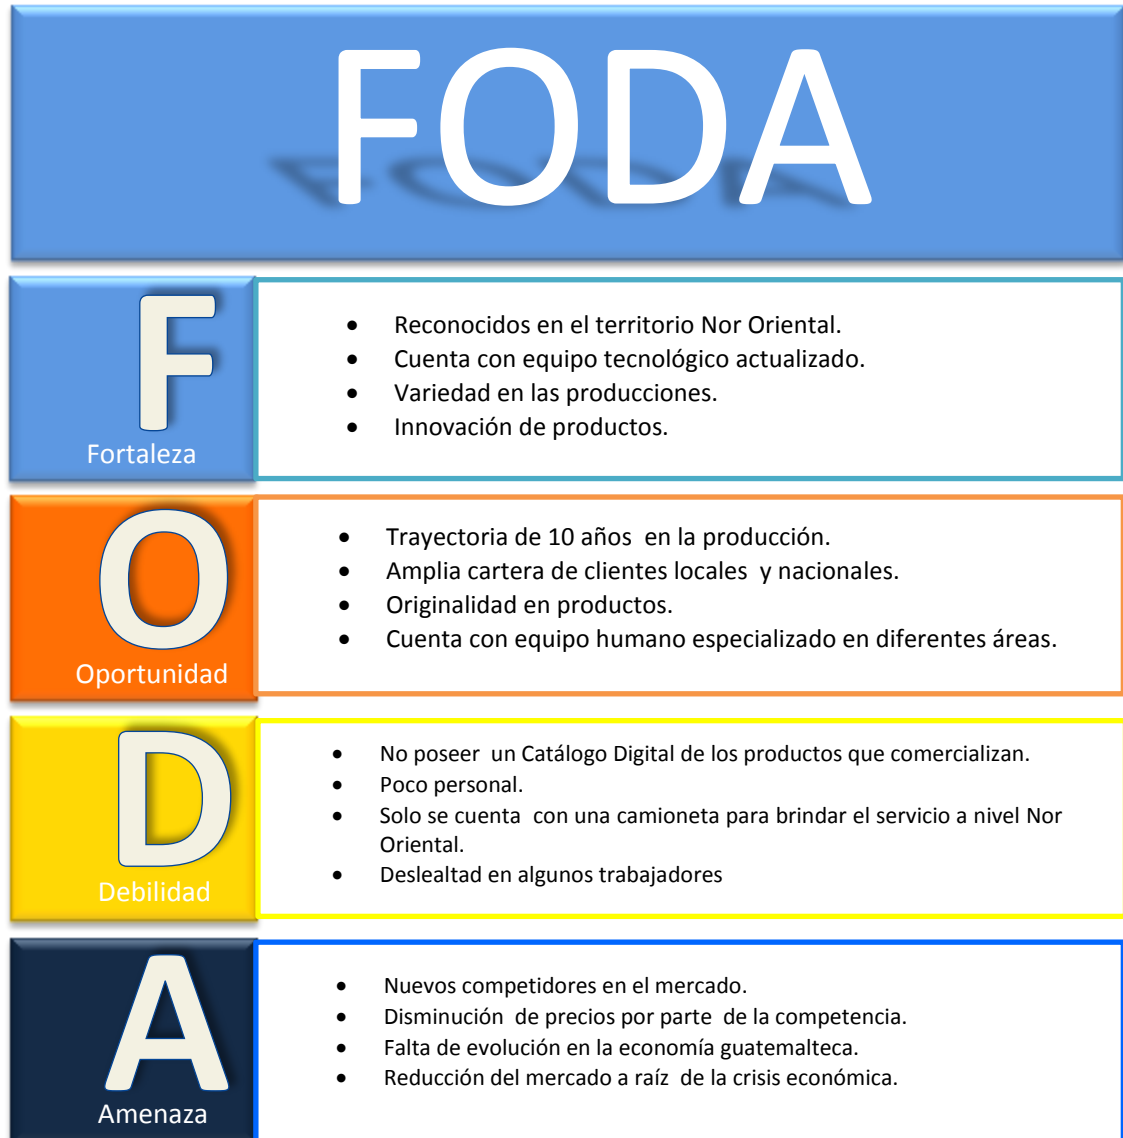 FODA
F
Fortaleza
• Reconocidos en el territorio Nor Oriental.
• Cuenta con equipo tecnológico actualizado.
• Variedad en las producciones.
• Innovación de productos.
O
Oportunidad
• Trayectoria de 10 años  en la producción.
• Amplia cartera de clientes locales  y nacionales.
• Originalidad en productos.
• Cuenta con equipo humano especializado en diferentes áreas.
D
Debilidad
• No poseer  un Catálogo Digital de los productos que comercializan.
• Poco personal.
• Solo se cuenta  con una camioneta para brindar el servicio a nivel Nor
Oriental.
• Deslealtad en algunos trabajadores
A
Amenaza
• Nuevos competidores en el mercado.
• Disminución  de precios por parte  de la competencia.
• Falta de evolución en la economía guatemalteca.
• Reducción del mercado a raíz  de la crisis económica.